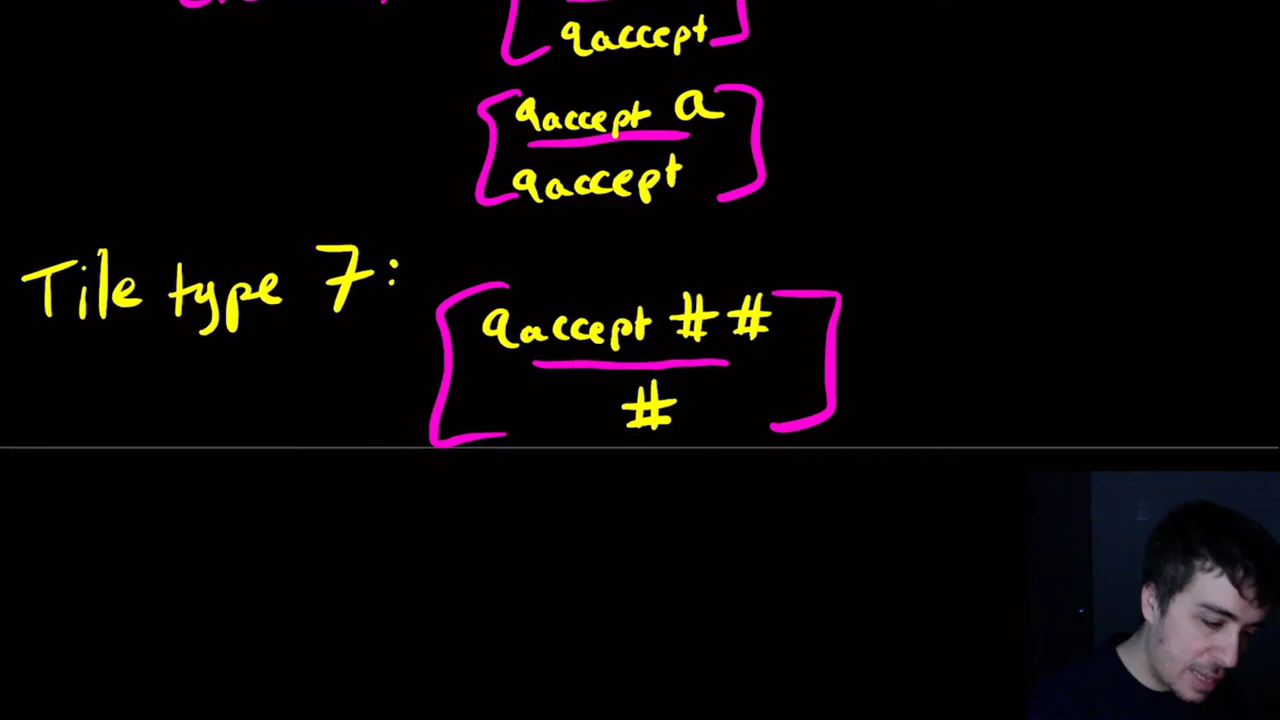 qaccept
qaccept a
qaccept
Tile type 7:
qaccept # #
#